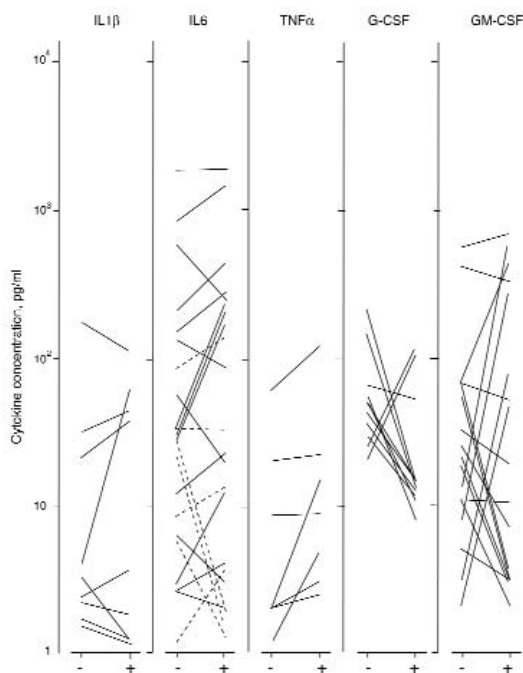 IL1β IL6 TNFα G-CSF GM-CSF
10⁴
10³
10²
10
1
Cytokine concentration, pg/ml
- + - + - + - + - +